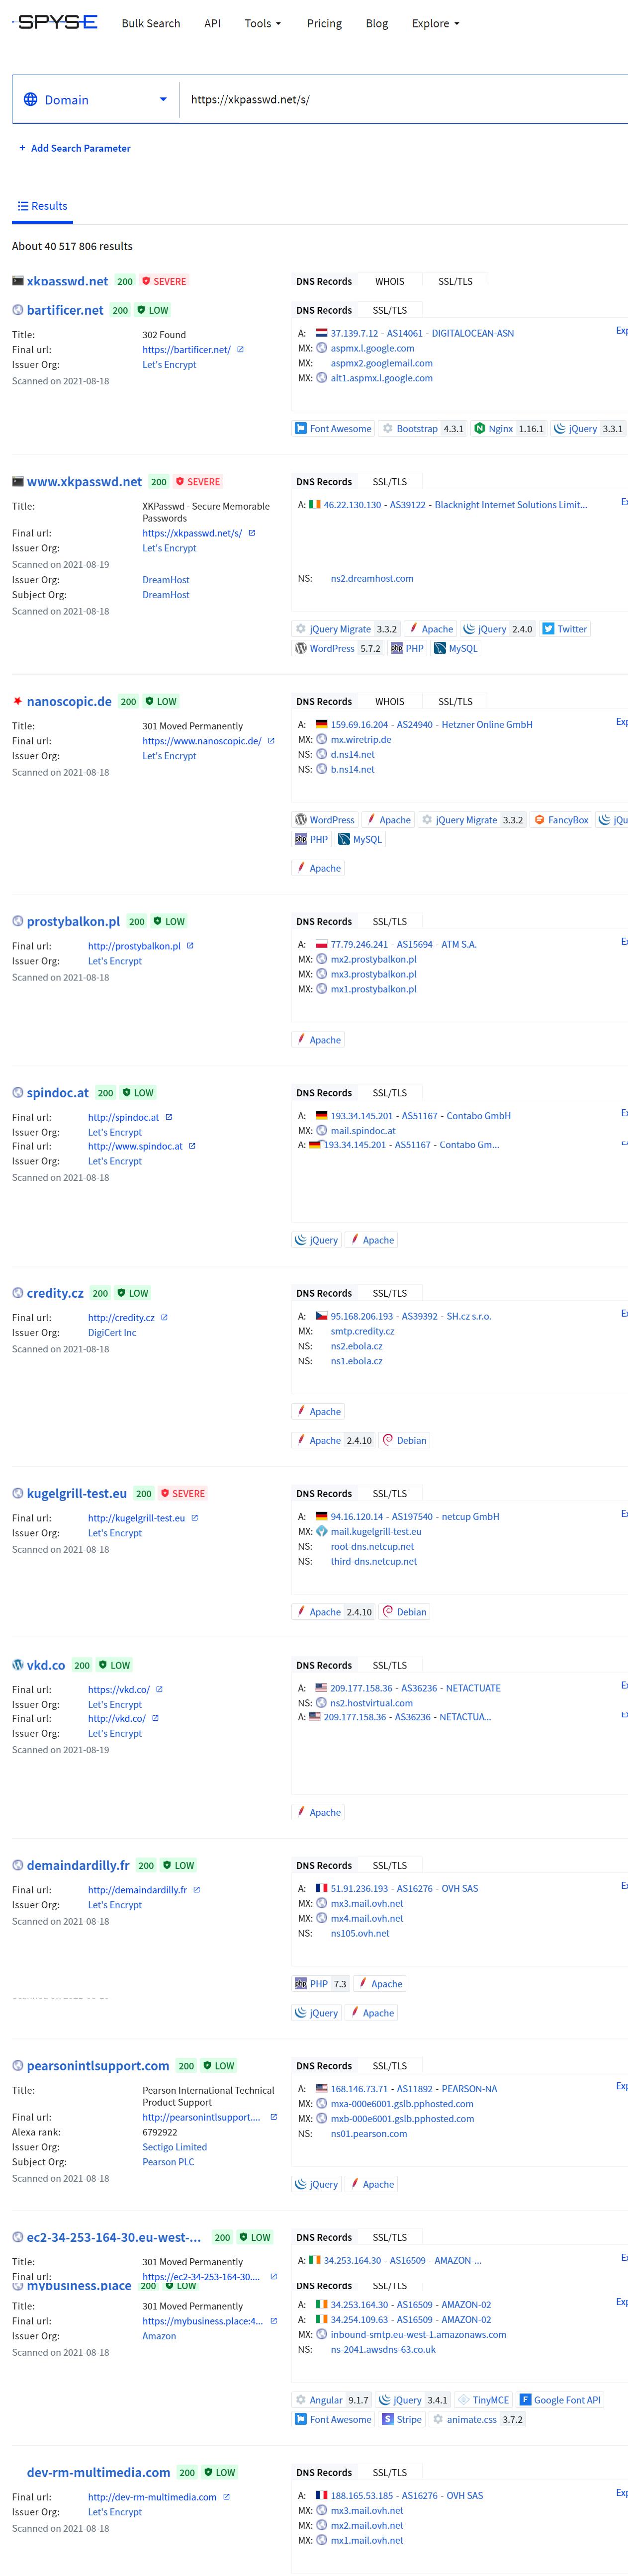 SPYSE Bulk Search API Tools Pricing Blog Explore
Domain https://xkpasswd.net/s/
+ Add Search Parameter
Results
About 40 517 806 results
xkpasswd.net 200 SEVERE DNS Records WHOIS SSL/TLS
bartificer.net 200 LOW DNS Records SSL/TLS
Title: 302 Found A: 37.139.7.12 - AS14061 - DIGITALOCEAN-ASN
Final url: https://bartificer.net/ MX: aspmx.l.google.com
Issuer Org: Let's Encrypt MX: aspmx2.googlemail.com
Scanned on 2021-08-18 MX: alt1.aspmx.l.google.com
Font Awesome Bootstrap 4.3.1 Nginx 1.16.1 jQuery 3.3.1
www.xkpasswd.net 200 SEVERE DNS Records SSL/TLS
Title: XKPasswd - Secure Memorable A: 46.22.130.130 - AS39122 - Blacknight Internet Solutions Limit...
Passwords
Final url: https://xkpasswd.net/s/
Issuer Org: Let's Encrypt
Scanned on 2021-08-19
Issuer Org: DreamHost NS: ns2.dreamhost.com
Subject Org: DreamHost
Scanned on 2021-08-18
jQuery Migrate 3.3.2 Apache jQuery 2.4.0 Twitter
WordPress 5.7.2 PHP MySQL
nanoscopic.de 200 LOW DNS Records WHOIS SSL/TLS
Title: 301 Moved Permanently A: 159.69.16.204 - AS24940 - Hetzner Online GmbH
Final url: https://www.nanoscopic.de/ MX: mx.wiretrip.de
Issuer Org: Let's Encrypt NS: d.ns14.net
Scanned on 2021-08-18 NS: b.ns14.net
WordPress Apache jQuery Migrate 3.3.2 FancyBox
PHP MySQL
Apache
prostybalkon.pl 200 LOW DNS Records SSL/TLS
Final url: http://prostybalkon.pl A: 77.79.246.241 - AS15694 - ATM S.A.
Issuer Org: Let's Encrypt MX: mx2.prostybalkon.pl
Scanned on 2021-08-18 MX: mx3.prostybalkon.pl
MX: mx1.prostybalkon.pl
Apache
spindoc.at 200 LOW DNS Records SSL/TLS
Final url: http://spindoc.at A: 193.34.145.201 - AS51167 - Contabo GmbH
Issuer Org: Let's Encrypt MX: mail.spindoc.at
Final url: http://www.spindoc.at A: 193.34.145.201 - AS51167 - Contabo Gm...
Issuer Org: Let's Encrypt
Scanned on 2021-08-18
jQuery Apache
credity.cz 200 LOW DNS Records SSL/TLS
Final url: http://credity.cz A: 95.168.206.193 - AS39392 - SH.cz s.r.o.
Issuer Org: DigiCert Inc MX: smtp.credity.cz
Scanned on 2021-08-18 NS: ns2.ebola.cz
NS: ns1.ebola.cz
Apache
Apache 2.4.10 Debian
kugelgrill-test.eu 200 SEVERE DNS Records SSL/TLS
Final url: http://kugelgrill-test.eu A: 94.16.120.14 - AS197540 - netcup GmbH
Issuer Org: Let's Encrypt MX: mail.kugelgrill-test.eu
Scanned on 2021-08-18 NS: root-dns.netcup.net
NS: third-dns.netcup.net
Apache 2.4.10 Debian
vkd.co 200 LOW DNS Records SSL/TLS
Final url: https://vkd.co/ A: 209.177.158.36 - AS36236 - NETACTUATE
Issuer Org: Let's Encrypt NS: ns2.hostvirtual.com
Final url: http://vkd.co/ A: 209.177.158.36 - AS36236 - NETACTUA...
Issuer Org: Let's Encrypt
Scanned on 2021-08-19
Apache
demaindardilly.fr 200 LOW DNS Records SSL/TLS
Final url: http://demaindardilly.fr A: 51.91.236.193 - AS16276 - OVH SAS
Issuer Org: Let's Encrypt MX: mx3.mail.ovh.net
Scanned on 2021-08-18 MX: mx4.mail.ovh.net
NS: ns105.ovh.net
PHP 7.3 Apache
jQuery Apache
pearsonintlsupport.com 200 LOW DNS Records SSL/TLS
Title: Pearson International Technical A: 168.146.73.71 - AS11892 - PEARSON-NA
Product Support MX: mxa-000e6001.gslb.pphosted.com
Final url: http://pearsonintlsupport.... MX: mxb-000e6001.gslb.pphosted.com
Alexa rank: 6792922 NS: ns01.pearson.com
Issuer Org: Sectigo Limited
Subject Org: Pearson PLC
Scanned on 2021-08-18
jQuery Apache
ec2-34-253-164-30.eu-west-... 200 LOW DNS Records SSL/TLS
Title: 301 Moved Permanently A: 34.253.164.30 - AS16509 - AMAZON-...
Final url: https://ec2-34-253-164-30....
mybusiness.place 200 LOW DNS Records SSL/TLS
Title: 301 Moved Permanently A: 34.253.164.30 - AS16509 - AMAZON-02
Final url: https://mybusiness.place:4... A: 34.254.109.63 - AS16509 - AMAZON-02
Issuer Org: Amazon MX: inbound-smtp.eu-west-1.amazonaws.com
Scanned on 2021-08-18 NS: ns-2041.awsdns-63.co.uk
Angular 9.1.7 jQuery 3.4.1 TinyMCE Google Font API
Font Awesome Stripe animate.css 3.7.2
dev-rm-multimedia.com 200 LOW DNS Records SSL/TLS
Final url: http://dev-rm-multimedia.com A: 188.165.53.185 - AS16276 - OVH SAS
Issuer Org: Let's Encrypt MX: mx3.mail.ovh.net
Scanned on 2021-08-18 MX: mx2.mail.ovh.net
MX: mx1.mail.ovh.net